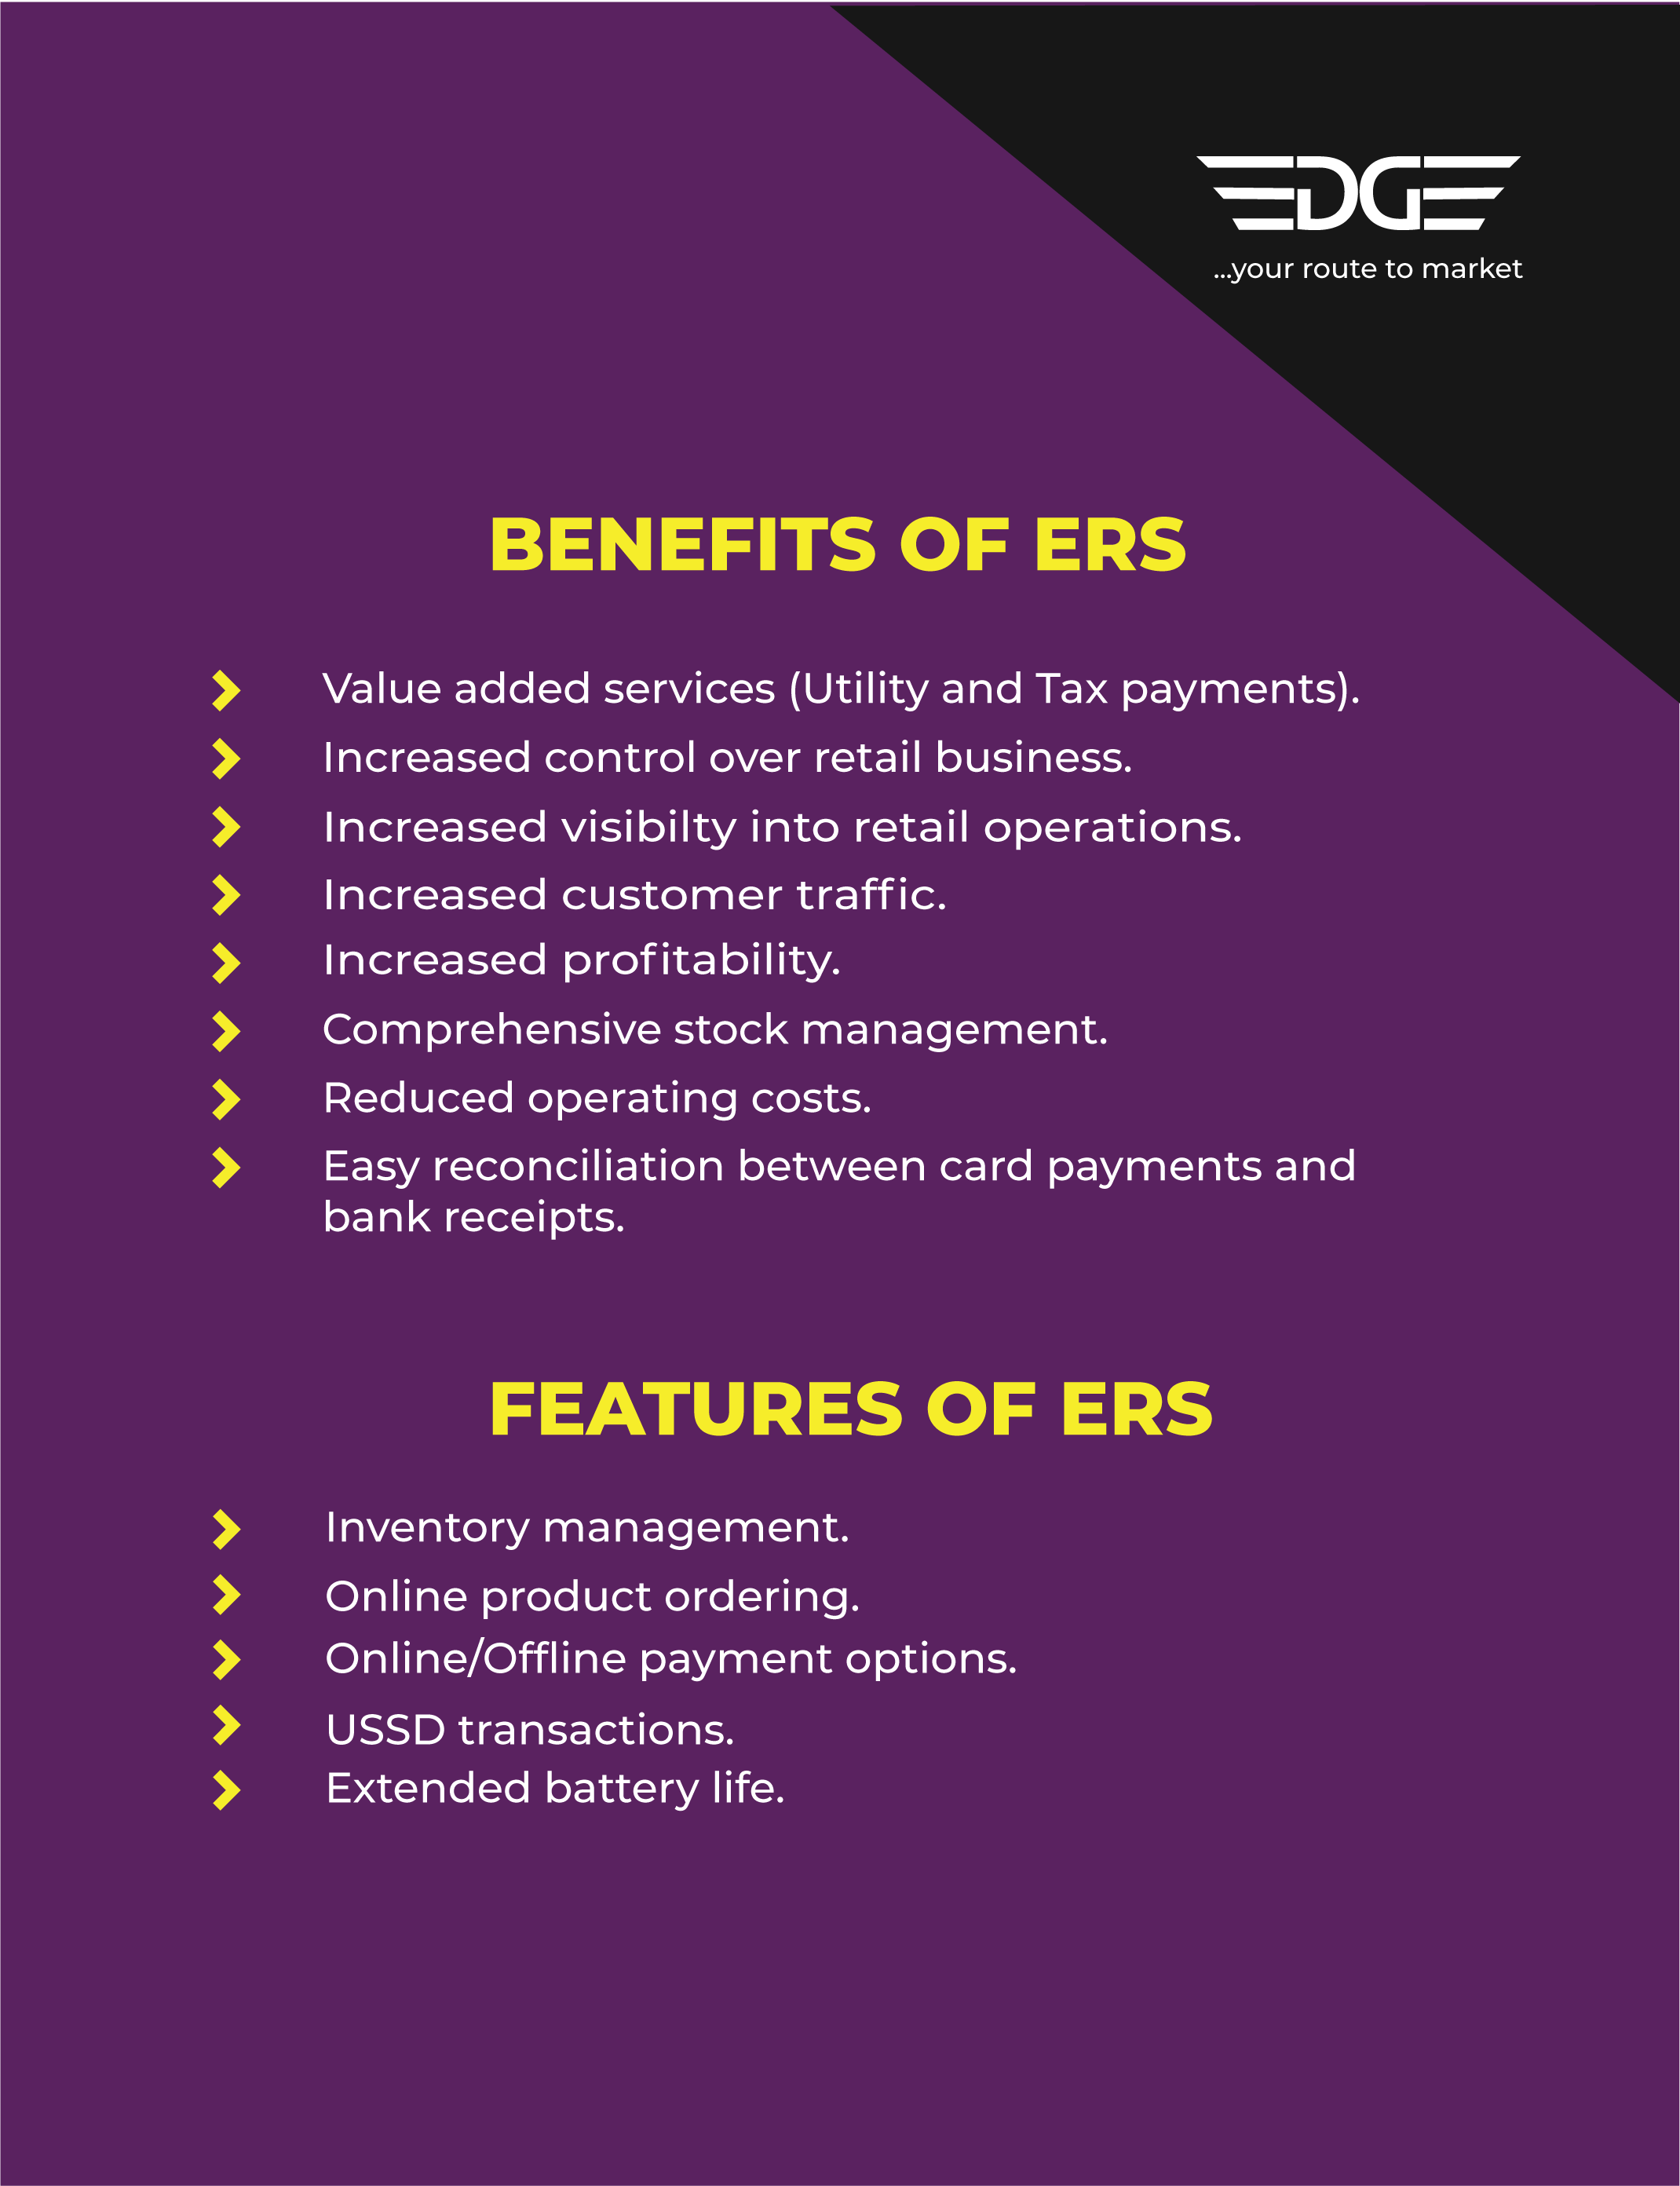 EDGE
...your route to market
BENEFITS OF ERS
Value added services (Utility and Tax payments).
Increased control over retail business.
Increased visibilty into retail operations.
Increased customer traffic.
Increased profitability.
Comprehensive stock management.
Reduced operating costs.
Easy reconciliation between card payments and
bank receipts.
FEATURES OF ERS
Inventory management.
Online product ordering.
Online/Offline payment options.
USSD transactions.
Extended battery life.